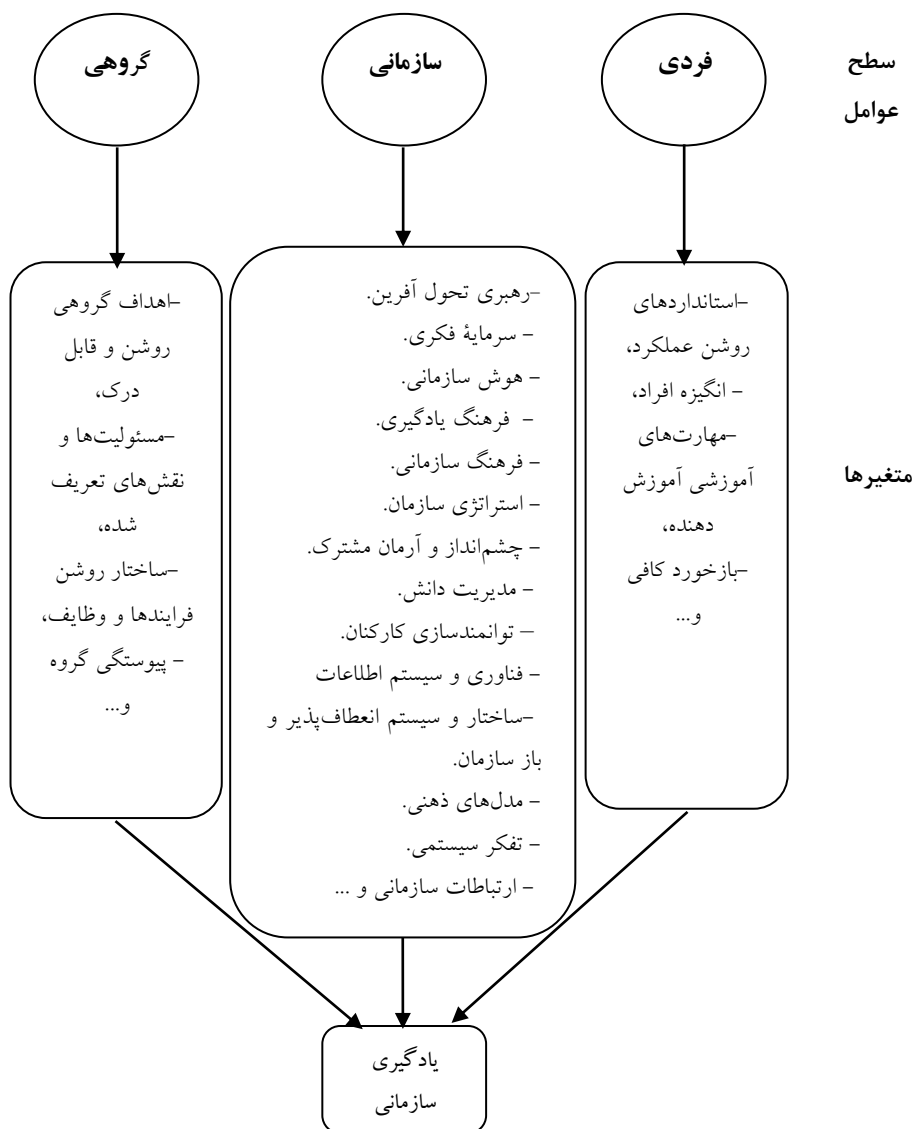 سطح
عوامل
فردی
سازمانی
گروهی
متغیرها
–استانداردهای
روشن عملکرد،
– انگیزه افراد،
–مهارت‌های
آموزشی آموزش
دهنده،
–بازخورد کافی
و...
–رهبری تحول آفرین.
– سرمایهٔ فکری.
– هوش سازمانی.
– فرهنگ یادگیری.
– فرهنگ سازمانی.
– استراتژی سازمان.
– چشم‌انداز و آرمان مشترک.
– مدیریت دانش.
– توانمندسازی کارکنان.
– فناوری و سیستم اطلاعات
–ساختار و سیستم انعطاف‌پذیر و
باز سازمان.
– مدل‌های ذهنی.
– تفکر سیستمی.
– ارتباطات سازمانی و ...
–اهداف گروهی
روشن و قابل
درک،
–مسئولیت‌ها و
نقش‌های تعریف
شده،
–ساختار روشن
فرایندها و وظایف،
– پیوستگی گروه
و...
یادگیری
سازمانی